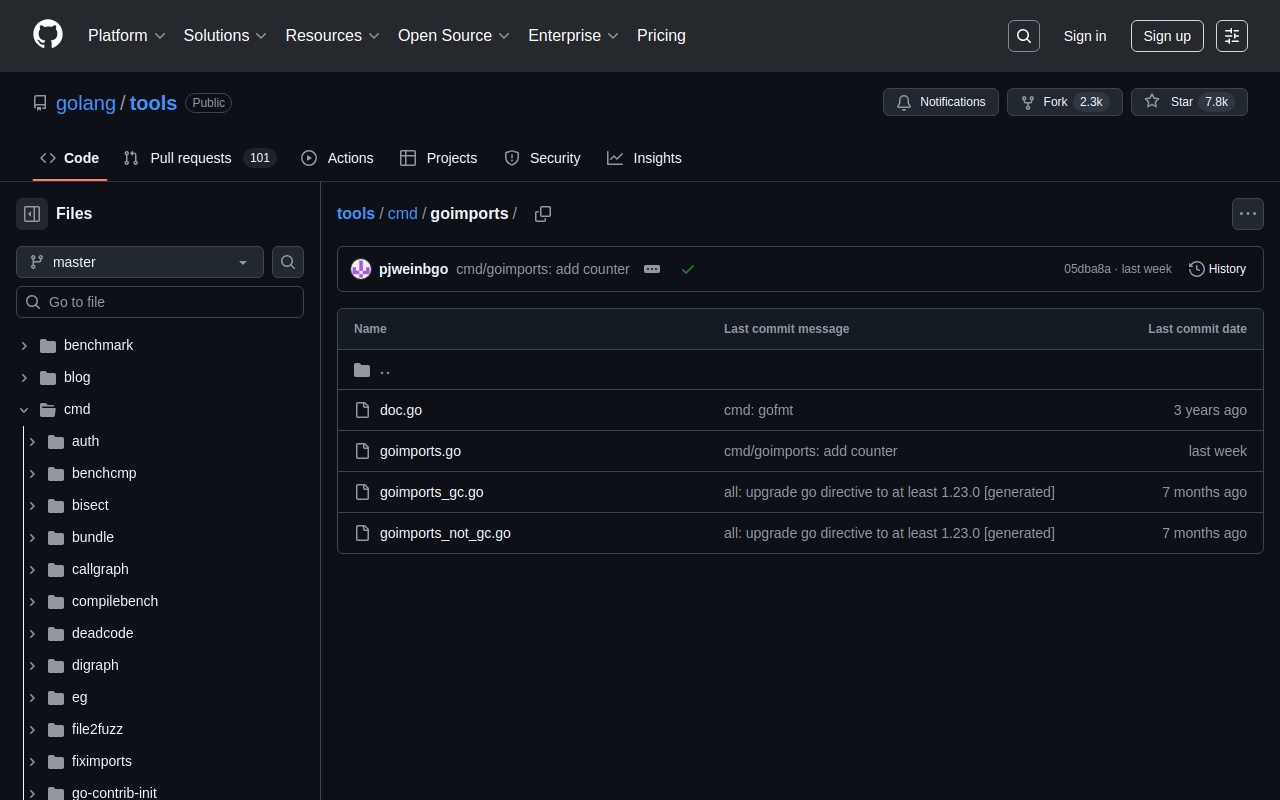 Platform Solutions Resources Open Source Enterprise Pricing Sign in Sign up
golang / tools Public Notifications Fork 2.3k Star 7.8k
Code Pull requests 101 Actions Projects Security Insights
Files
master
Go to file
benchmark
blog
cmd
auth
benchcmp
bisect
bundle
callgraph
compilebench
deadcode
digraph
eg
file2fuzz
fiximports
go-contrib-init
tools / cmd / goimports /
pjweinbgo cmd/goimports: add counter 05dba8a · last week History
Name Last commit message Last commit date
..
doc.go cmd: gofmt 3 years ago
goimports.go cmd/goimports: add counter last week
goimports_gc.go all: upgrade go directive to at least 1.23.0 [generated] 7 months ago
goimports_not_gc.go all: upgrade go directive to at least 1.23.0 [generated] 7 months ago